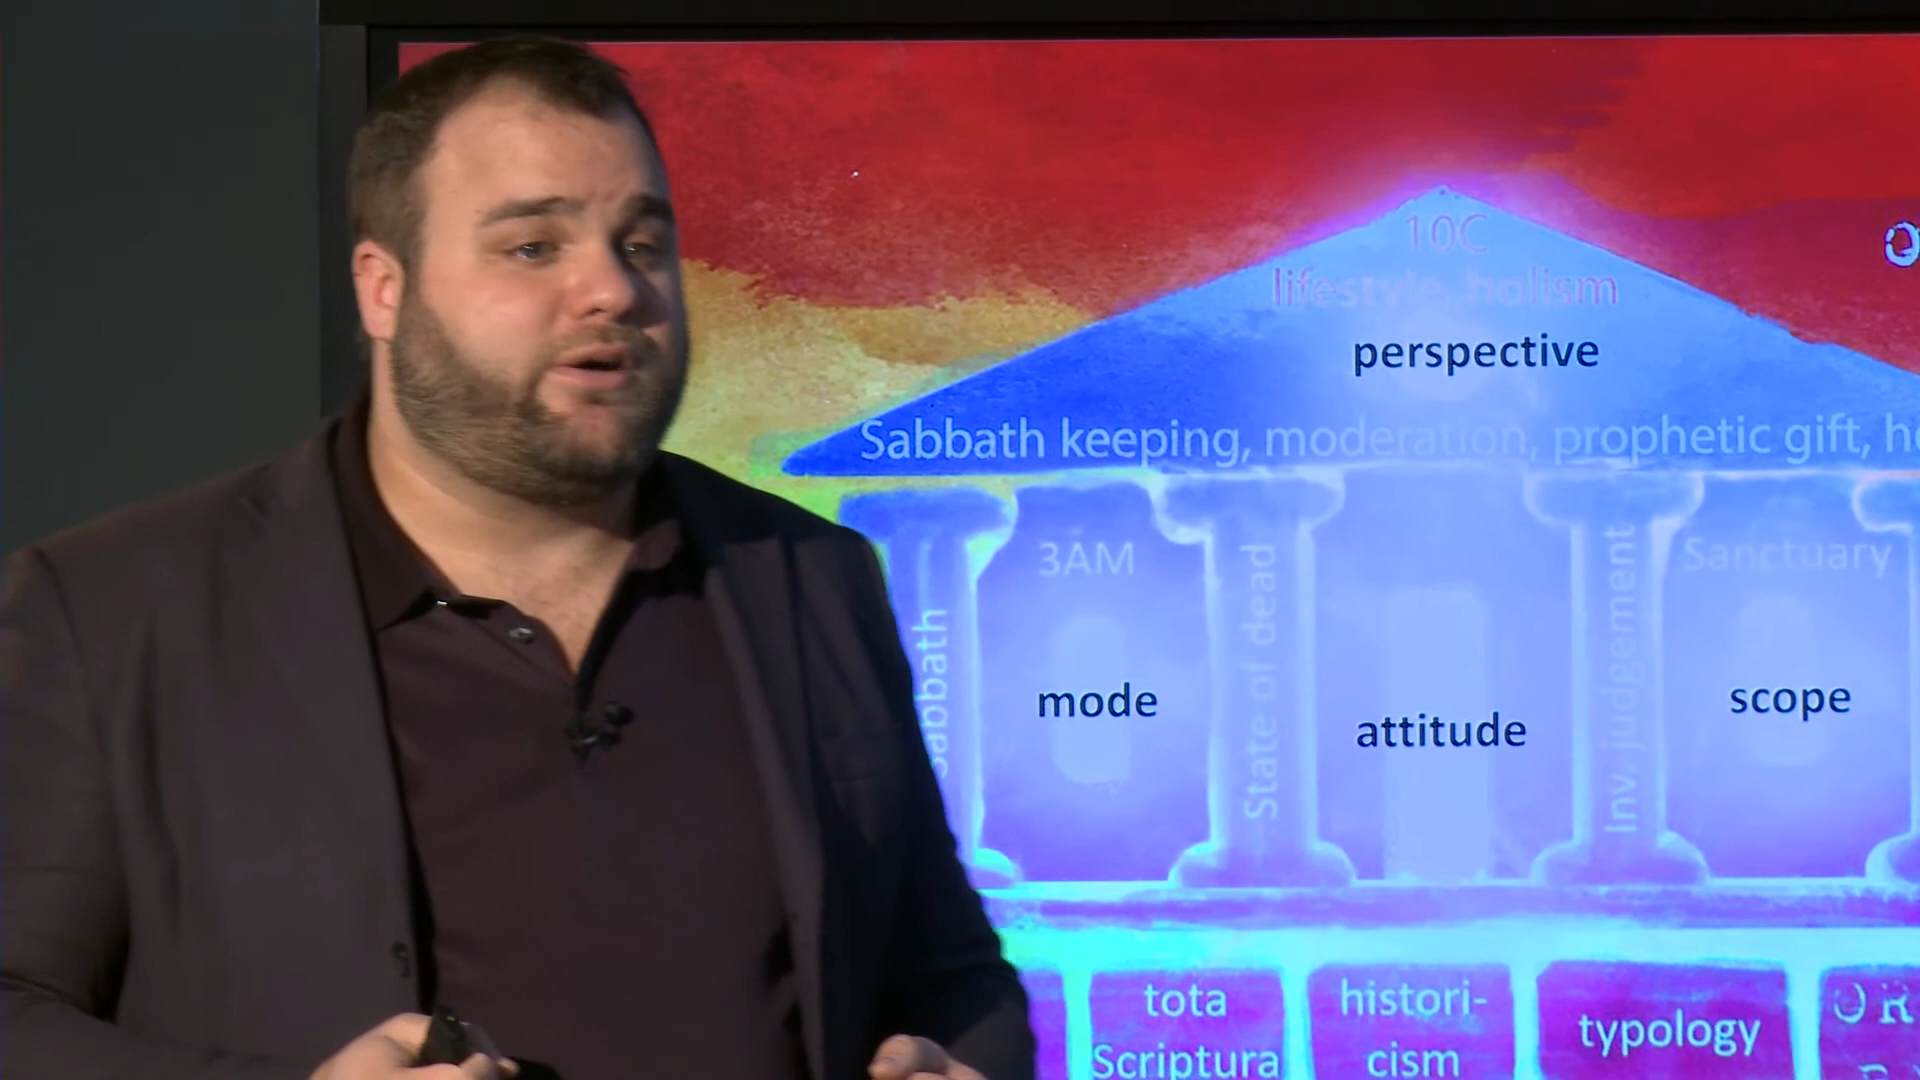 10C
lifestyle, holism
perspective
Sabbath keeping, moderation, prophetic gift,
3AM
Sanctuary
Sabbath
State of dead
Inv. judgement
mode
attitude
scope
tota
Scriptura
histori-
cism
typology